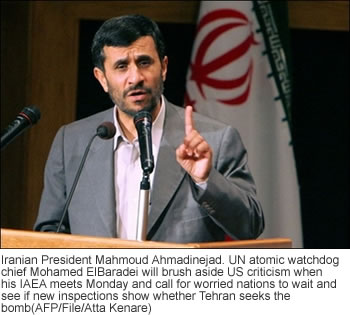 Iranian President Mahmoud Ahmadinejad. UN atomic watchdog
chief Mohamed ElBaradei will brush aside US criticism when
his IAEA meets Monday and call for worried nations to wait and
see if new inspections show whether Tehran seeks the
bomb(AFP/File/Atta Kenare)